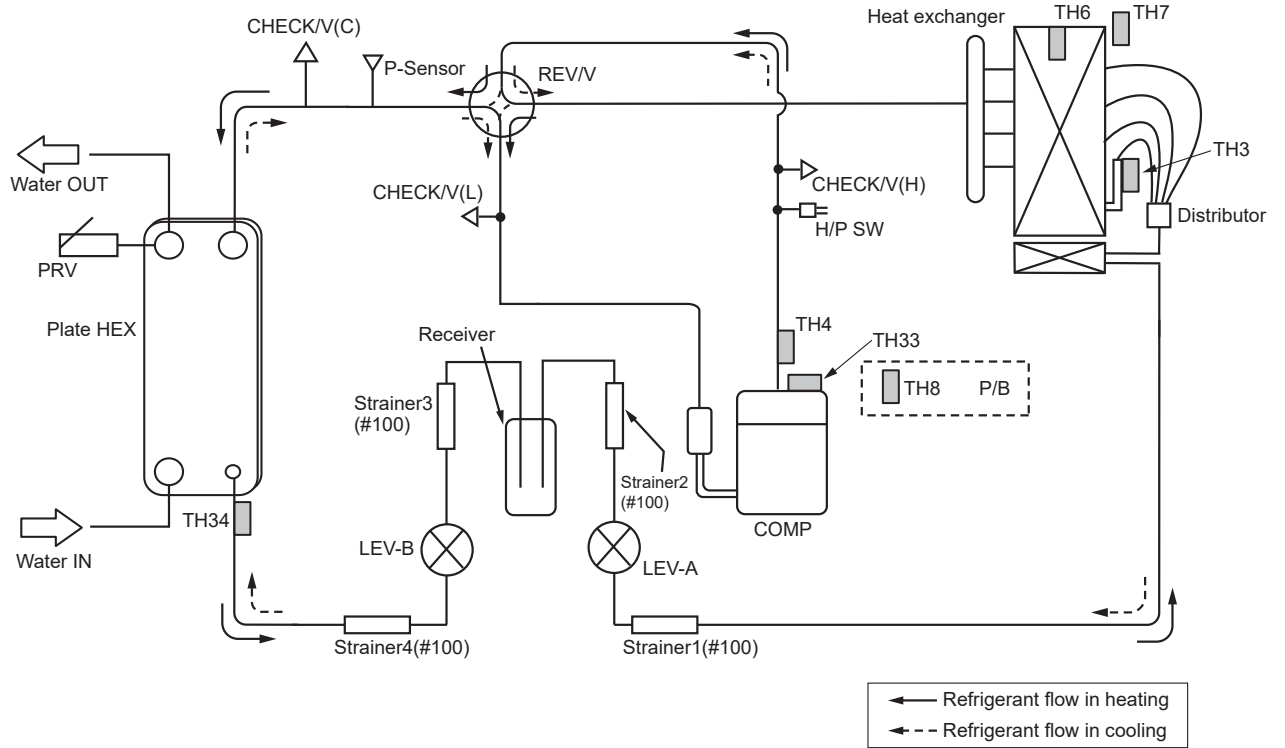 CHECK/V(C)
P-Sensor
REV/V
Heat exchanger
TH6
TH7
Water OUT
CHECK/V(L)
CHECK/V(H)
TH3
H/P SW
Distributor
PRV
Plate HEX
Receiver
TH4
TH33
TH8
P/B
Strainer3
(#100)
Strainer2
(#100)
COMP
TH34
Water IN
LEV-B
LEV-A
Strainer4(#100)
Strainer1(#100)
Refrigerant flow in heating
Refrigerant flow in cooling